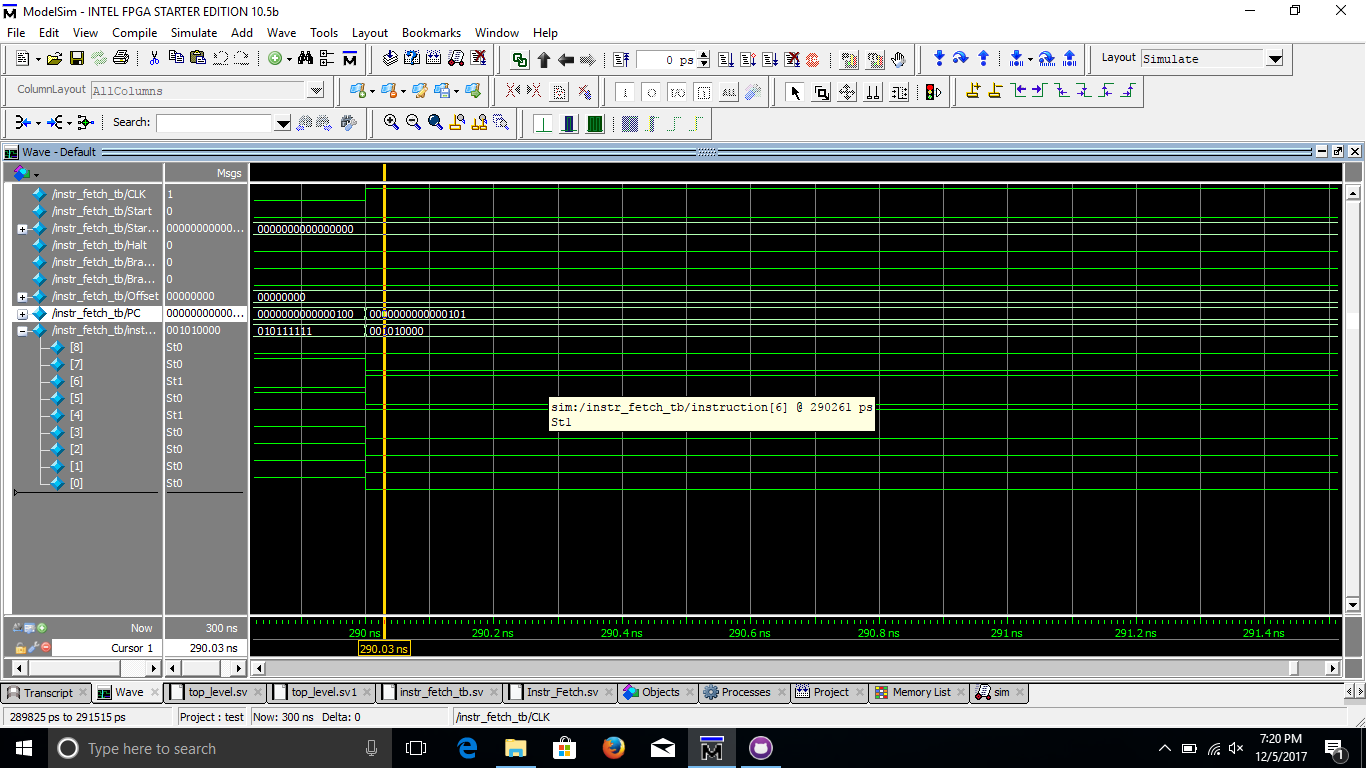 ModelSim - INTEL FPGA STARTER EDITION 10.5b
File Edit View Compile Simulate Add Wave Tools Layout Bookmarks Window Help
0 ps
Layout Simulate
ColumnLayout AllColumns
ALL
Search:
Wave - Default
Msgs
/instr_fetch_tb/CLK 1
/instr_fetch_tb/Start 0
/instr_fetch_tb/Star... 00000000000... 0000000000000000
/instr_fetch_tb/Halt 0
/instr_fetch_tb/Bra... 0
/instr_fetch_tb/Bra... 0
/instr_fetch_tb/Offset 00000000 00000000
/instr_fetch_tb/PC 00000000000... 0000000000000100 0000000000000101
/instr_fetch_tb/inst... 001010000 010111111 001010000
[8] St0
[7] St0
[6] St1
[5] St0
[4] St1
[3] St0
[2] St0
[1] St0
[0] St0
sim:/instr_fetch_tb/instruction[6] @ 290261 ps
St1
Now 300 ns 290 ns 290.2 ns 290.4 ns 290.6 ns 290.8 ns 291 ns 291.2 ns 291.4 ns
Cursor 1 290.03 ns 290.03 ns
Transcript Wave top_level.sv top_level.sv1 instr_fetch_tb.sv Instr_Fetch.sv Objects Processes Project Memory List sim
289825 ps to 291515 ps Project : test Now: 300 ns Delta: 0 /instr_fetch_tb/CLK
Type here to search
7:20 PM
12/5/2017
1